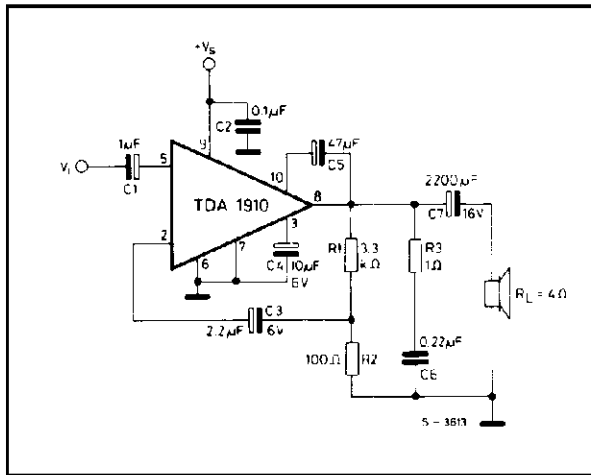 +Vs
0.1µF
C2
1µF
Vi
C1
5
9
10
47µF
C5
8
TDA 1910
2200µF
C7
16V
2
3
7
6
C4
10µF
6V
R1
3.3
kΩ
R3
1Ω
RL = 4Ω
2.2µF
C3
6V
100Ω
R2
0.22µF
C6
S - 3613